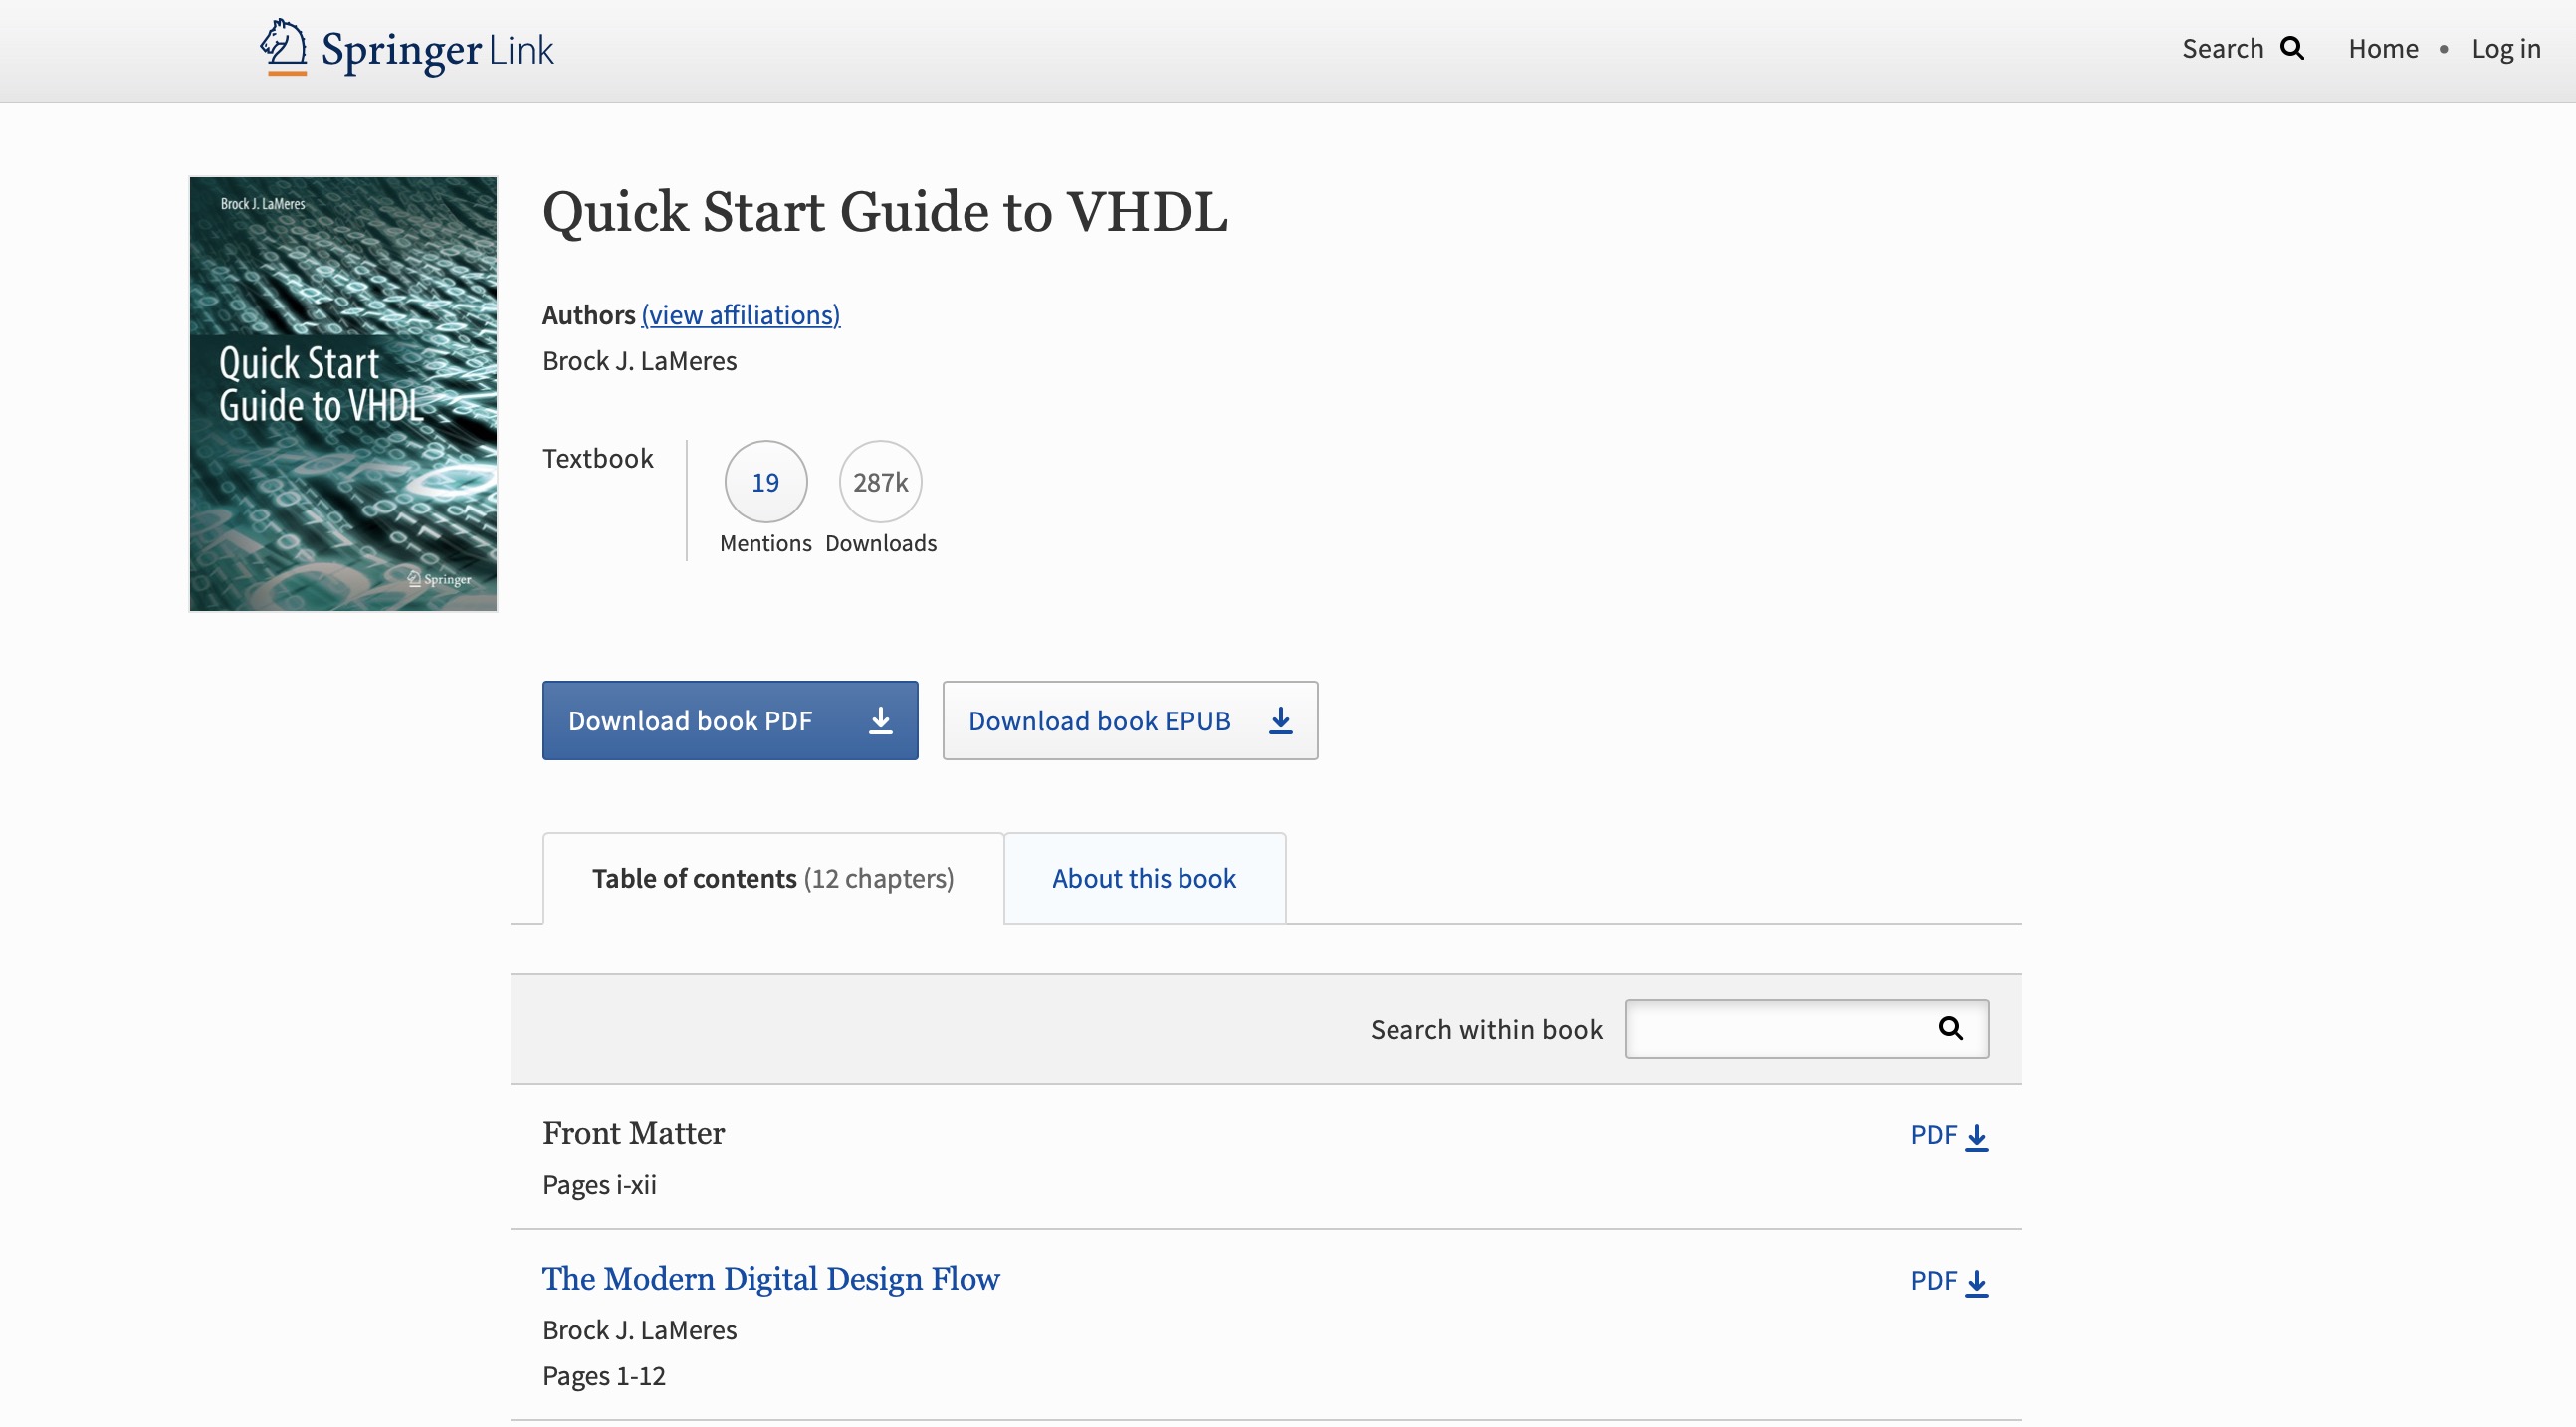 Springer Link
Search Home • Log in
Brock J. LaMeres
Quick Start
Guide to VHDL
Springer
Quick Start Guide to VHDL
Authors (view affiliations)
Brock J. LaMeres
Textbook
19 287k
Mentions Downloads
Download book PDF Download book EPUB
Table of contents (12 chapters) About this book
Search within book
Front Matter PDF
Pages i-xii
The Modern Digital Design Flow PDF
Brock J. LaMeres
Pages 1-12